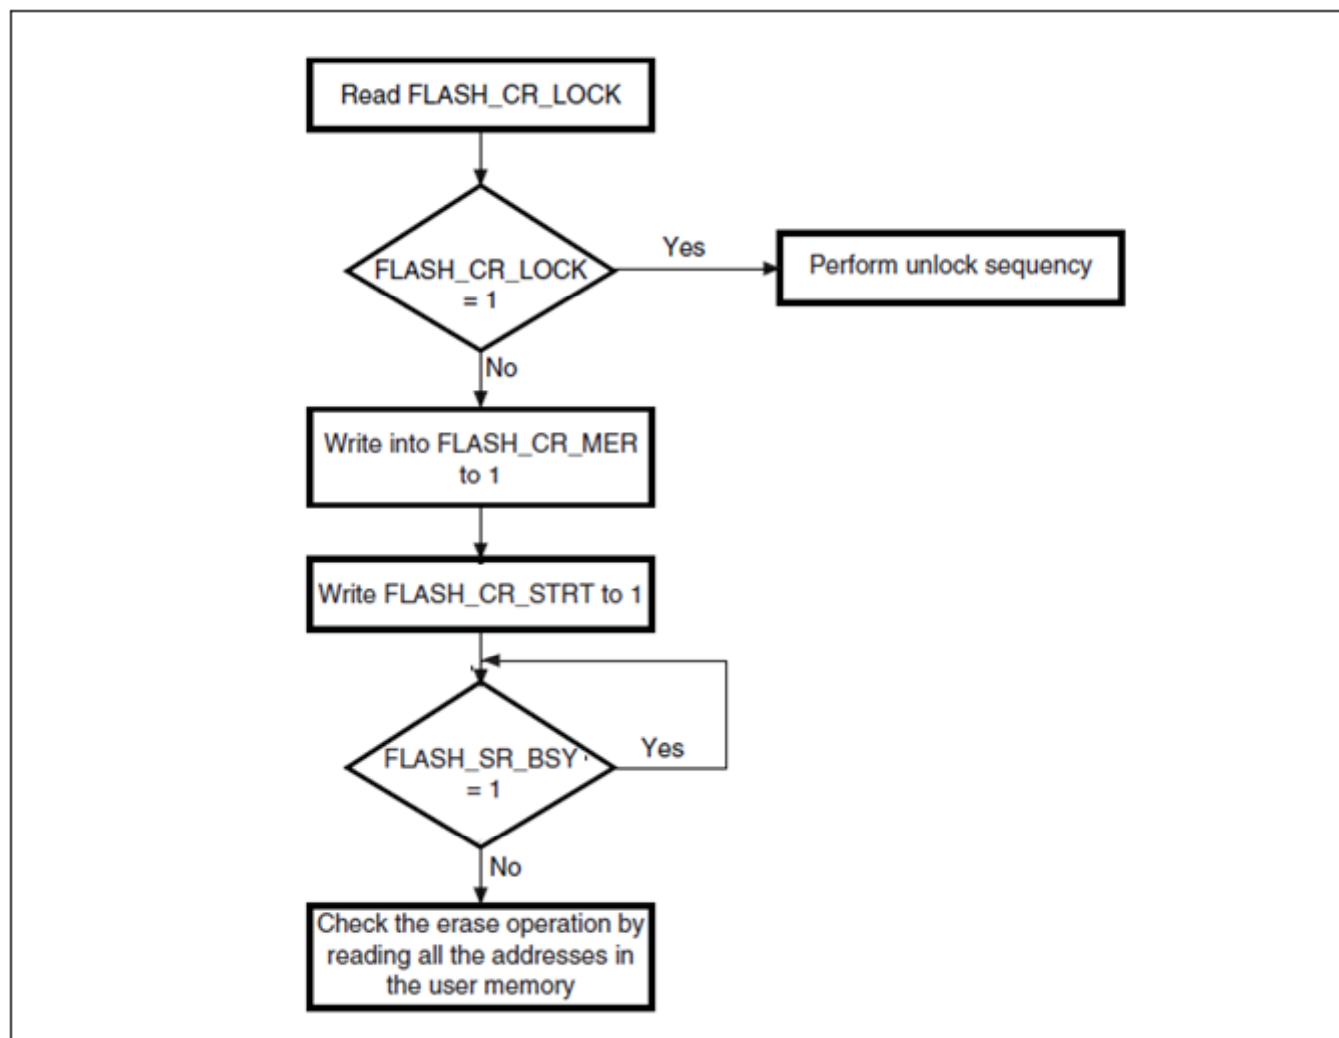 Read FLASH_CR_LOCK
FLASH_CR_LOCK
= 1
Yes
Perform unlock sequency
No
Write into FLASH_CR_MER
to 1
Write FLASH_CR_STRT to 1
FLASH_SR_BSY
= 1
Yes
No
Check the erase operation by
reading all the addresses in
the user memory